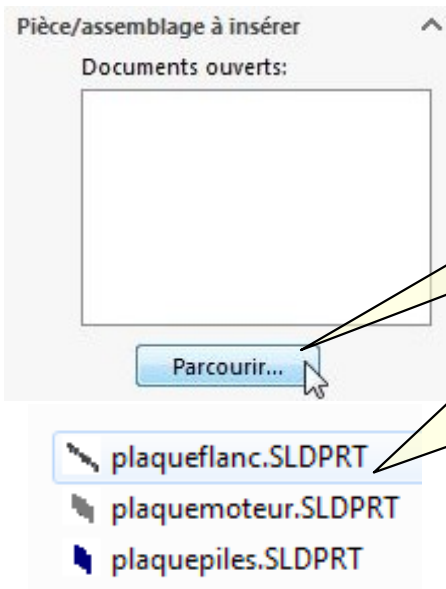 Pièce/assemblage à insérer
Documents ouverts:
Parcourir...
plaqueflanc.SLDPRT
plaquemoteur.SLDPRT
plaquepiles.SLDPRT